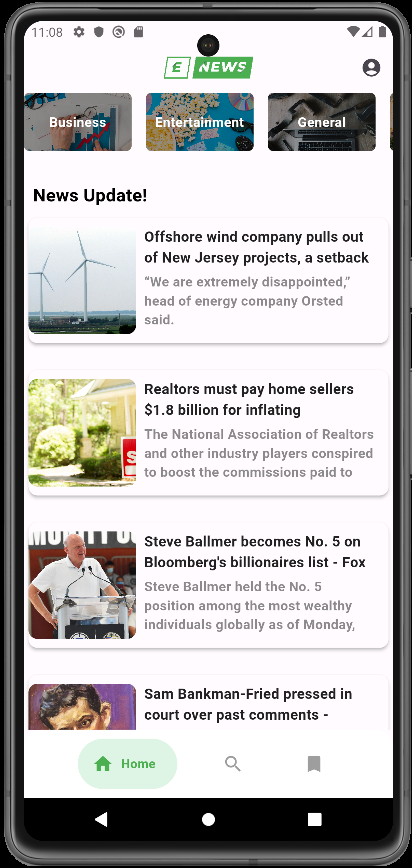 11:08
E NEWS
Business
Entertainment
General
News Update!
Offshore wind company pulls out
of New Jersey projects, a setback
“We are extremely disappointed,”
head of energy company Orsted
said.
Realtors must pay home sellers
$1.8 billion for inflating
The National Association of Realtors
and other industry players conspired
to boost the commissions paid to
Steve Ballmer becomes No. 5 on
Bloomberg's billionaires list - Fox
Steve Ballmer held the No. 5
position among the most wealthy
individuals globally as of Monday,
Sam Bankman-Fried pressed in
court over past comments -
Home